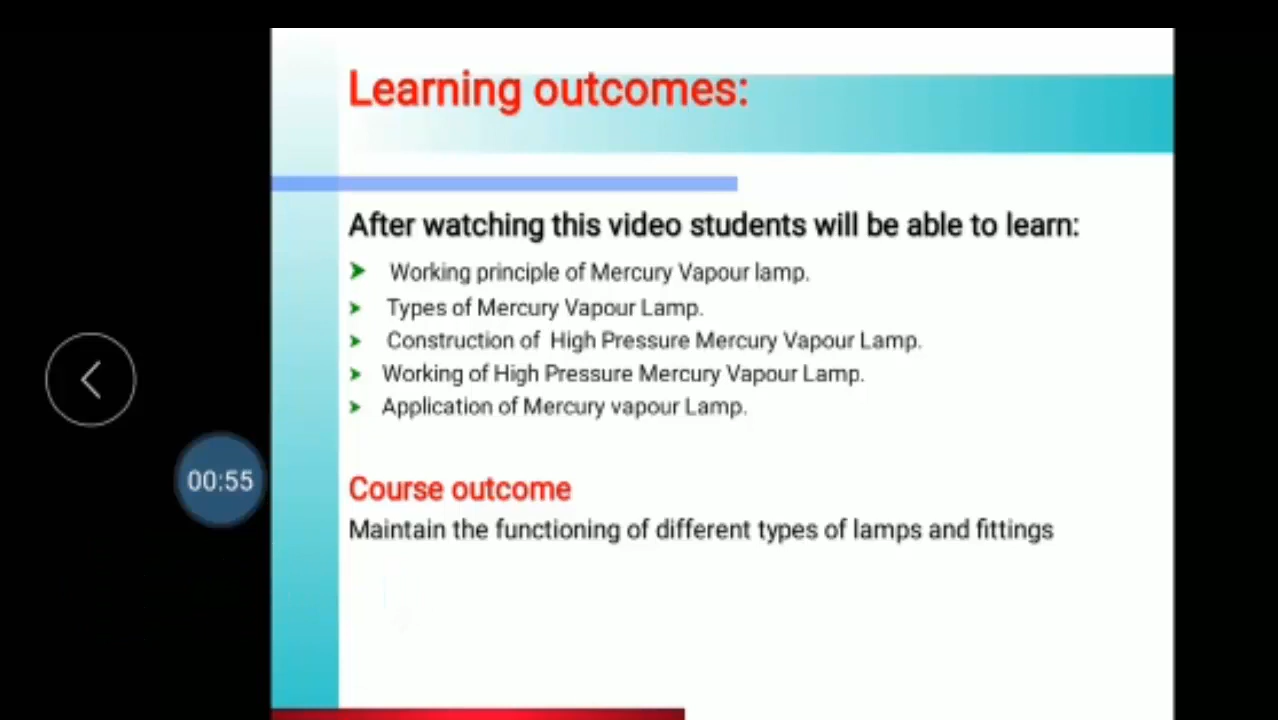 Learning outcomes:
After watching this video students will be able to learn:
Working principle of Mercury Vapour lamp.
Types of Mercury Vapour Lamp.
Construction of High Pressure Mercury Vapour Lamp.
Working of High Pressure Mercury Vapour Lamp.
Application of Mercury vapour Lamp.
00:55
Course outcome
Maintain the functioning of different types of lamps and fittings